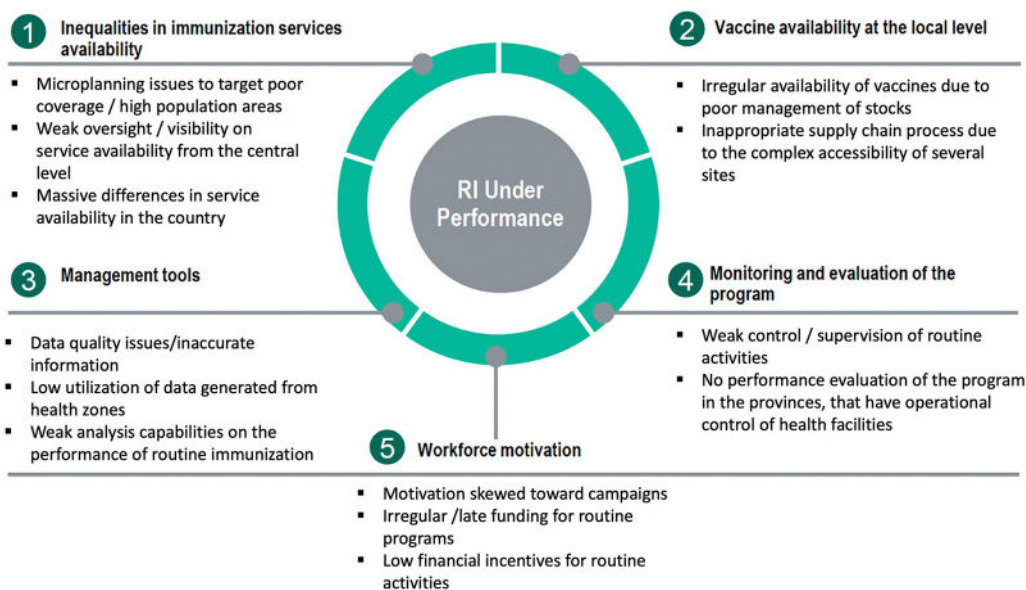 1
Inequalities in immunization services
availability
▪ Microplanning issues to target poor
coverage / high population areas
▪ Weak oversight / visibility on
service availability from the central
level
▪ Massive differences in service
availability in the country
2
Vaccine availability at the local level
▪ Irregular availability of vaccines due to
poor management of stocks
▪ Inappropriate supply chain process due
to the complex accessibility of several
sites
RI Under
Performance
3
Management tools
▪ Data quality issues/inaccurate
information
▪ Low utilization of data generated from
health zones
▪ Weak analysis capabilities on the
performance of routine immunization
4
Monitoring and evaluation of the
program
▪ Weak control / supervision of routine
activities
▪ No performance evaluation of the program
in the provinces, that have operational
control of health facilities
5
Workforce motivation
▪ Motivation skewed toward campaigns
▪ Irregular /late funding for routine
programs
▪ Low financial incentives for routine
activities